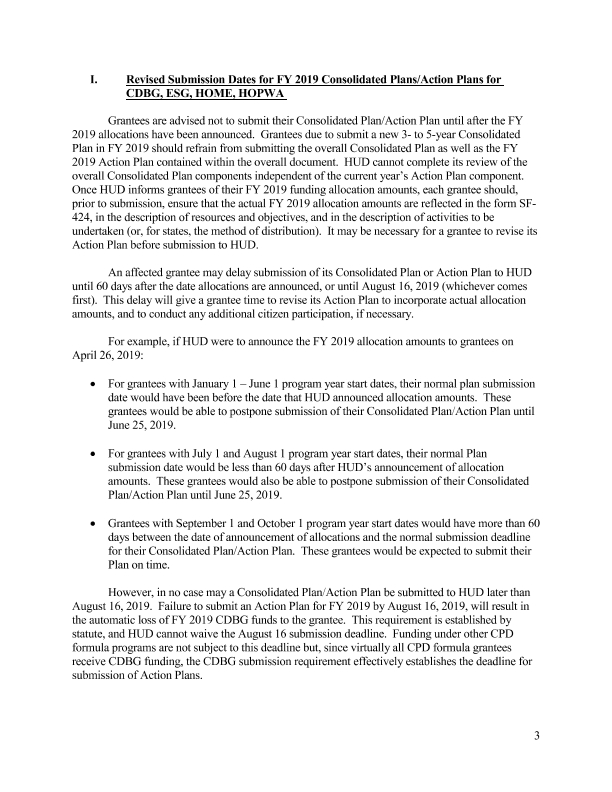 I. Revised Submission Dates for FY 2019 Consolidated Plans/Action Plans for
CDBG, ESG, HOME, HOPWA
Grantees are advised not to submit their Consolidated Plan/Action Plan until after the FY
2019 allocations have been announced. Grantees due to submit a new 3- to 5-year Consolidated
Plan in FY 2019 should refrain from submitting the overall Consolidated Plan as well as the FY
2019 Action Plan contained within the overall document. HUD cannot complete its review of the
overall Consolidated Plan components independent of the current year's Action Plan component.
Once HUD informs grantees of their FY 2019 funding allocation amounts, each grantee should,
prior to submission, ensure that the actual FY 2019 allocation amounts are reflected in the form SF-
424, in the description of resources and objectives, and in the description of activities to be
undertaken (or, for states, the method of distribution). It may be necessary for a grantee to revise its
Action Plan before submission to HUD.
An affected grantee may delay submission of its Consolidated Plan or Action Plan to HUD
until 60 days after the date allocations are announced, or until August 16, 2019 (whichever comes
first). This delay will give a grantee time to revise its Action Plan to incorporate actual allocation
amounts, and to conduct any additional citizen participation, if necessary.
For example, if HUD were to announce the FY 2019 allocation amounts to grantees on
April 26, 2019:
• For grantees with January 1 – June 1 program year start dates, their normal plan submission
date would have been before the date that HUD announced allocation amounts. These
grantees would be able to postpone submission of their Consolidated Plan/Action Plan until
June 25, 2019.
• For grantees with July 1 and August 1 program year start dates, their normal Plan
submission date would be less than 60 days after HUD's announcement of allocation
amounts. These grantees would also be able to postpone submission of their Consolidated
Plan/Action Plan until June 25, 2019.
• Grantees with September 1 and October 1 program year start dates would have more than 60
days between the date of announcement of allocations and the normal submission deadline
for their Consolidated Plan/Action Plan. These grantees would be expected to submit their
Plan on time.
However, in no case may a Consolidated Plan/Action Plan be submitted to HUD later than
August 16, 2019. Failure to submit an Action Plan for FY 2019 by August 16, 2019, will result in
the automatic loss of FY 2019 CDBG funds to the grantee. This requirement is established by
statute, and HUD cannot waive the August 16 submission deadline. Funding under other CPD
formula programs are not subject to this deadline but, since virtually all CPD formula grantees
receive CDBG funding, the CDBG submission requirement effectively establishes the deadline for
submission of Action Plans.
3